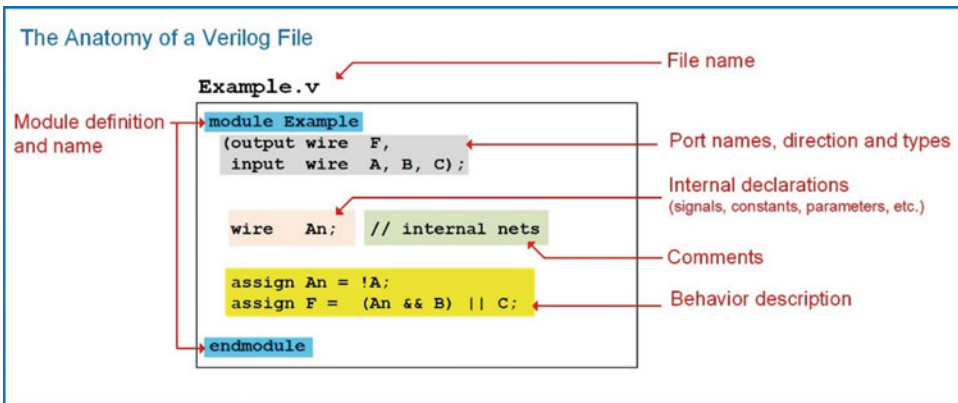 The Anatomy of a Verilog File
File name
Example.v
Module definition
and name
module Example
(output wire F,
input wire A, B, C);
Port names, direction and types
Internal declarations
(signals, constants, parameters, etc.)
wire An; // internal nets
Comments
assign An = !A;
assign F = (An && B) || C;
Behavior description
endmodule